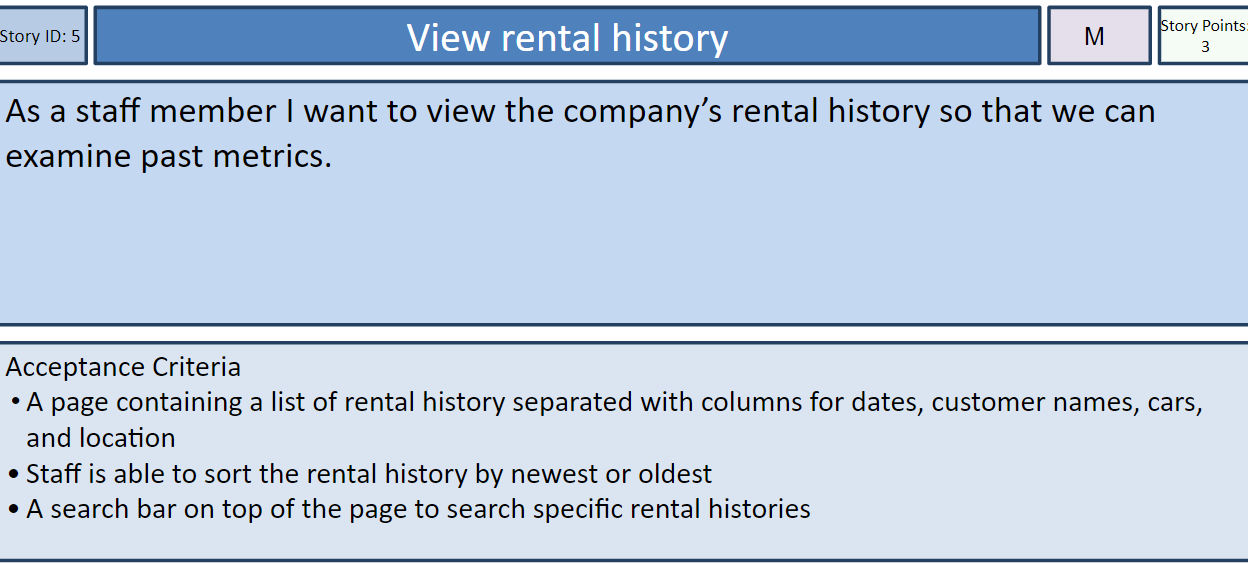 Story ID: 5
View rental history
M
Story Points:
3
As a staff member I want to view the company’s rental history so that we can
examine past metrics.
Acceptance Criteria
• A page containing a list of rental history separated with columns for dates, customer names, cars,
and location
• Staff is able to sort the rental history by newest or oldest
• A search bar on top of the page to search specific rental histories